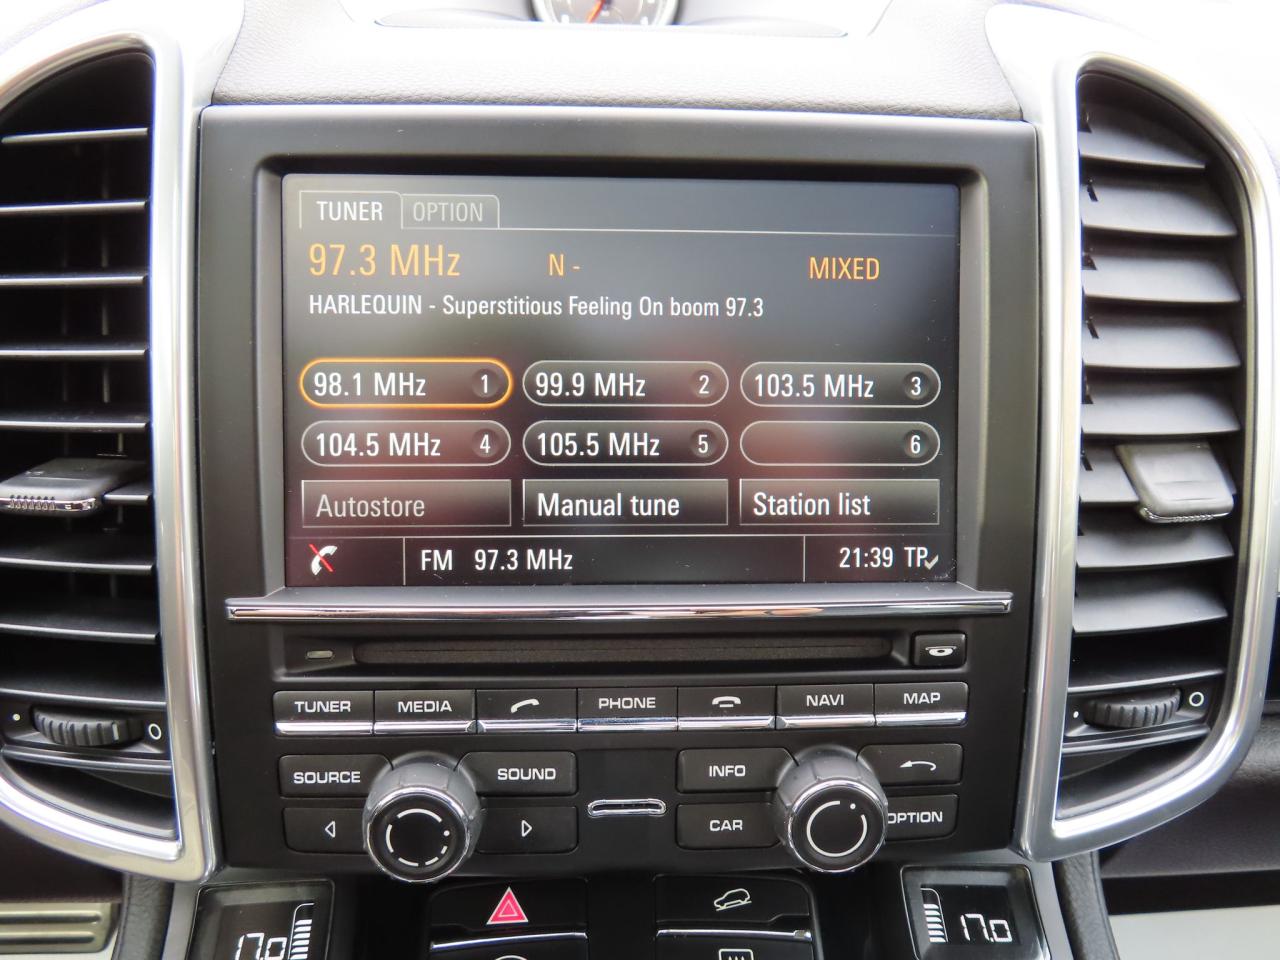 TUNER OPTION
97.3 MHz N - MIXED
HARLEQUIN - Superstitious Feeling On boom 97.3
98.1 MHz 1 99.9 MHz 2 103.5 MHz 3
104.5 MHz 4 105.5 MHz 5 6
Autostore Manual tune Station list
FM 97.3 MHz 21:39 TP
TUNER MEDIA PHONE NAVI MAP
SOURCE SOUND INFO
CAR OPTION
17.0 17.0